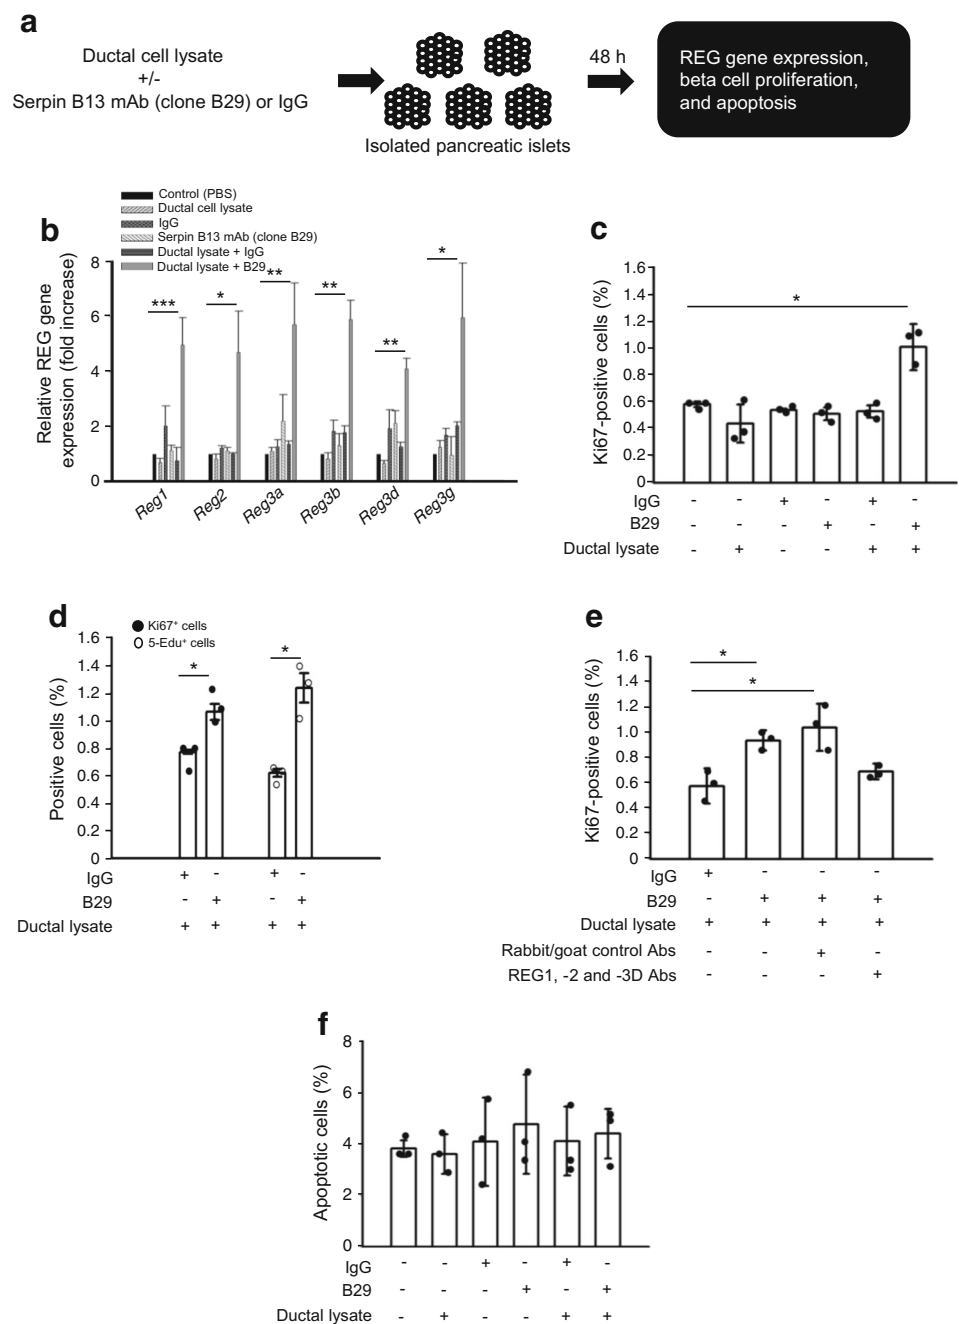 a
Ductal cell lysate
+/-
Serpin B13 mAb (clone B29) or IgG
Isolated pancreatic islets
48 h
REG gene expression,
beta cell proliferation,
and apoptosis
b
Control (PBS)
Ductal cell lysate
IgG
Serpin B13 mAb (clone B29)
Ductal lysate + IgG
Ductal lysate + B29
Relative REG gene
expression (fold increase)
8
6
4
2
0
***
*
**
**
**
*
Reg1
Reg2
Reg3a
Reg3b
Reg3d
Reg3g
c
Ki67-positive cells (%)
1.6
1.4
1.2
1.0
0.8
0.6
0.4
0.2
0
*
IgG - - + - + -
B29 - - - + - +
Ductal lysate - + - - + +
d
Ki67+ cells
5-Edu+ cells
Positive cells (%)
1.6
1.4
1.2
1.0
0.8
0.6
0.4
0.2
0
*
*
IgG + - + -
B29 - + - +
Ductal lysate + + + +
e
Ki67-positive cells (%)
1.6
1.4
1.2
1.0
0.8
0.6
0.4
0.2
0
*
*
IgG + - - -
B29 - + + +
Ductal lysate + + + +
Rabbit/goat control Abs - - + -
REG1, -2 and -3D Abs - - - +
f
Apoptotic cells (%)
8
6
4
2
0
IgG - - + - + -
B29 - - - + - +
Ductal lysate - + - - + +